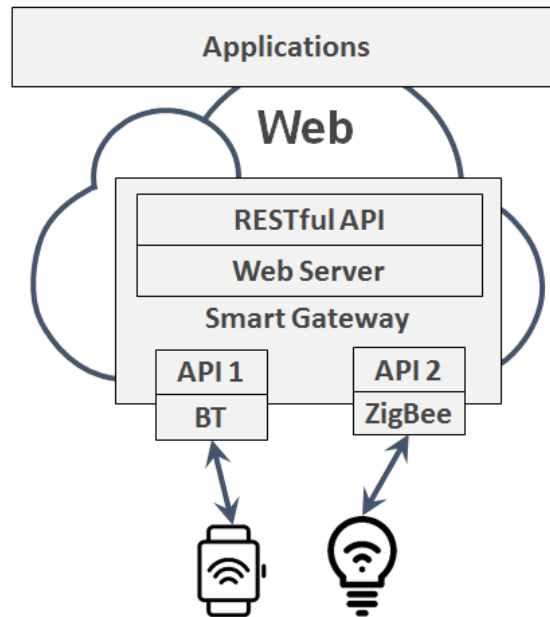 Applications
Web
RESTful API
Web Server
Smart Gateway
API 1
API 2
BT
ZigBee